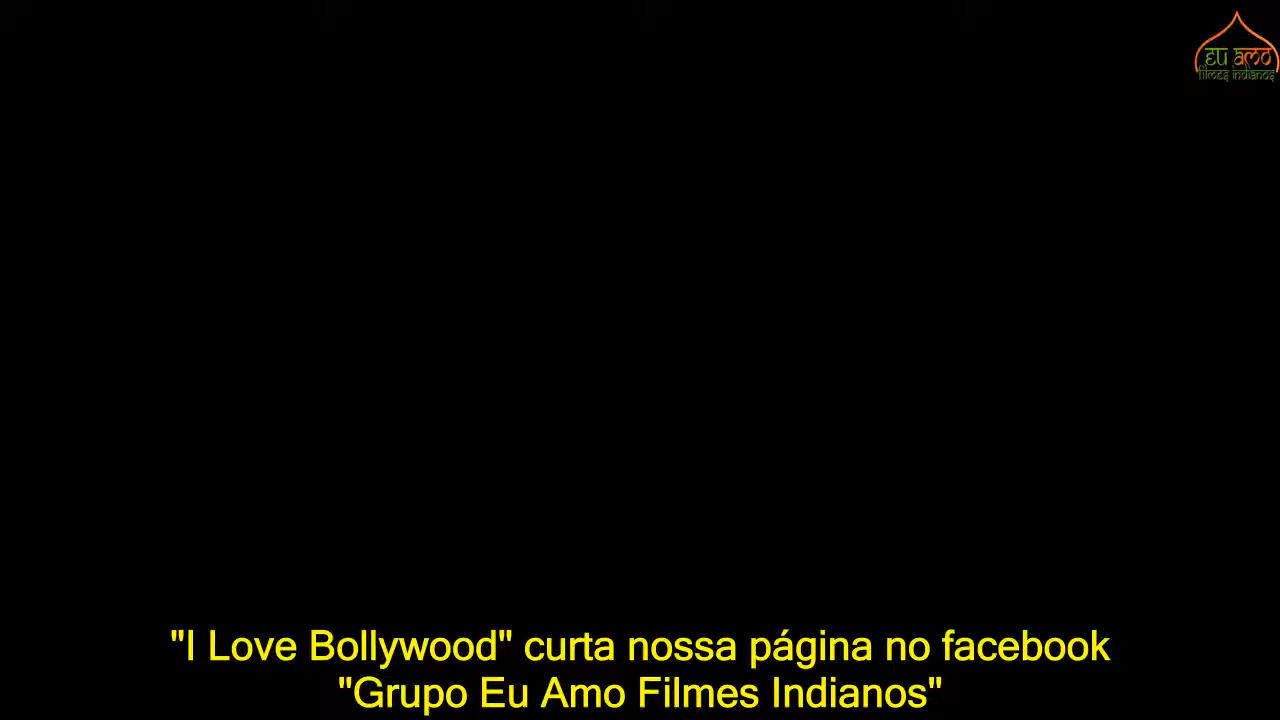 EU AMO
filmes indianos
"I Love Bollywood" curta nossa página no facebook
"Grupo Eu Amo Filmes Indianos"